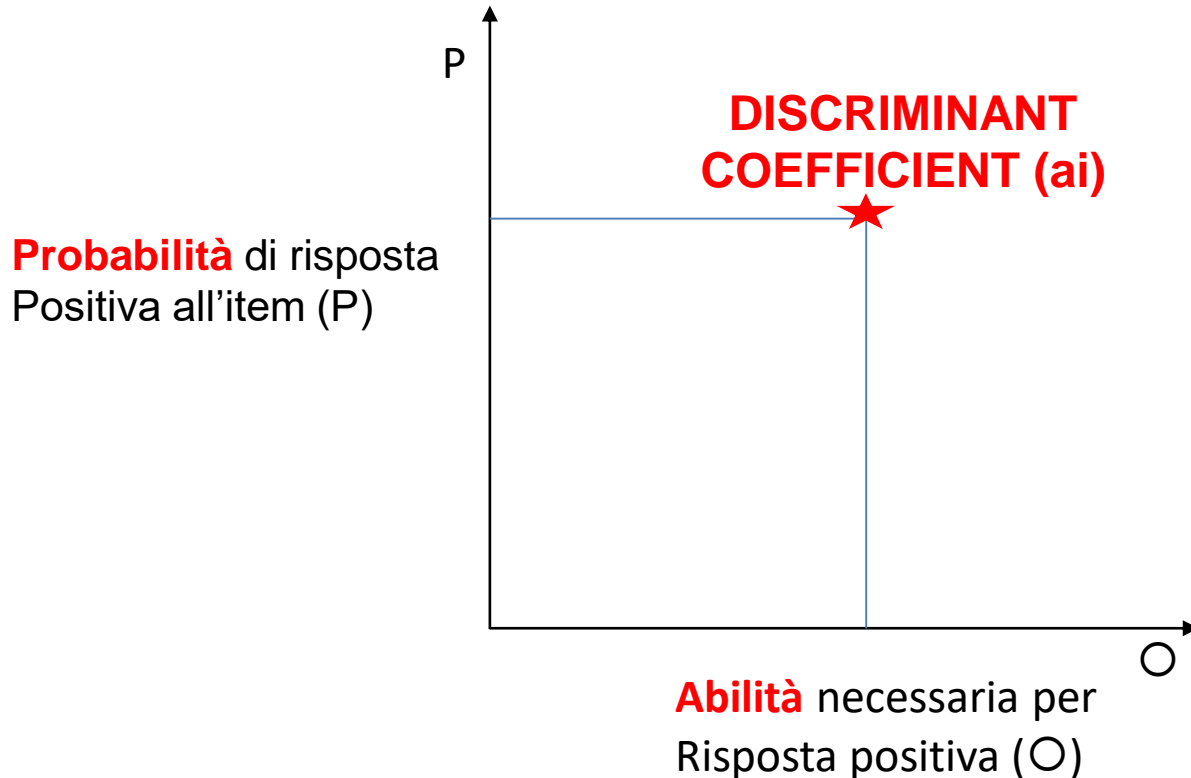 P
DISCRIMINANT
COEFFICIENT (ai)
Probabilità di risposta
Positiva all’item (P)
O
Abilità necessaria per
Risposta positiva (O)